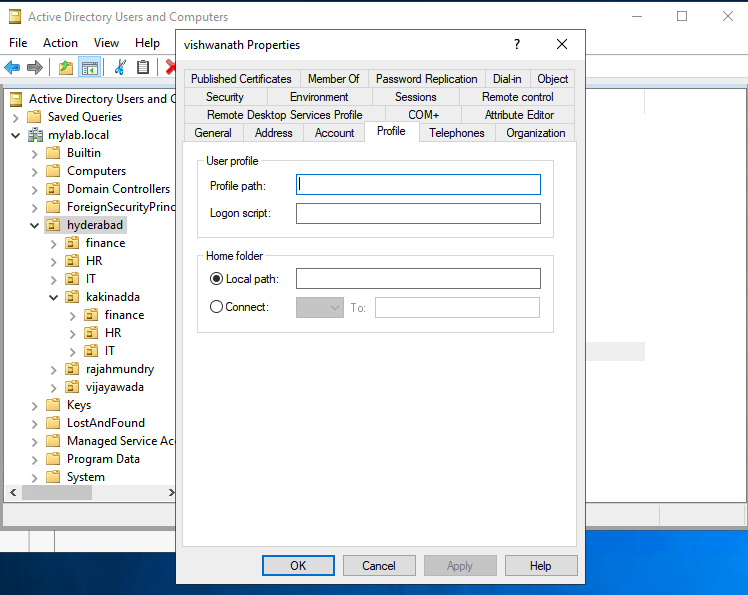 Active Directory Users and Computers
File Action View Help
Active Directory Users and C
Saved Queries
mylab.local
Builtin
Computers
Domain Controllers
ForeignSecurityPrinc
hyderabad
finance
HR
IT
kakinadda
finance
HR
IT
rajahmundry
vijayawada
Keys
LostAndFound
Managed Service Acc
Program Data
System
vishwanath Properties
Published Certificates Member Of Password Replication Dial-in Object
Security Environment Sessions Remote control
Remote Desktop Services Profile COM+ Attribute Editor
General Address Account Profile Telephones Organization
User profile
Profile path:
Logon script:
Home folder
Local path:
Connect: To:
OK Cancel Apply Help